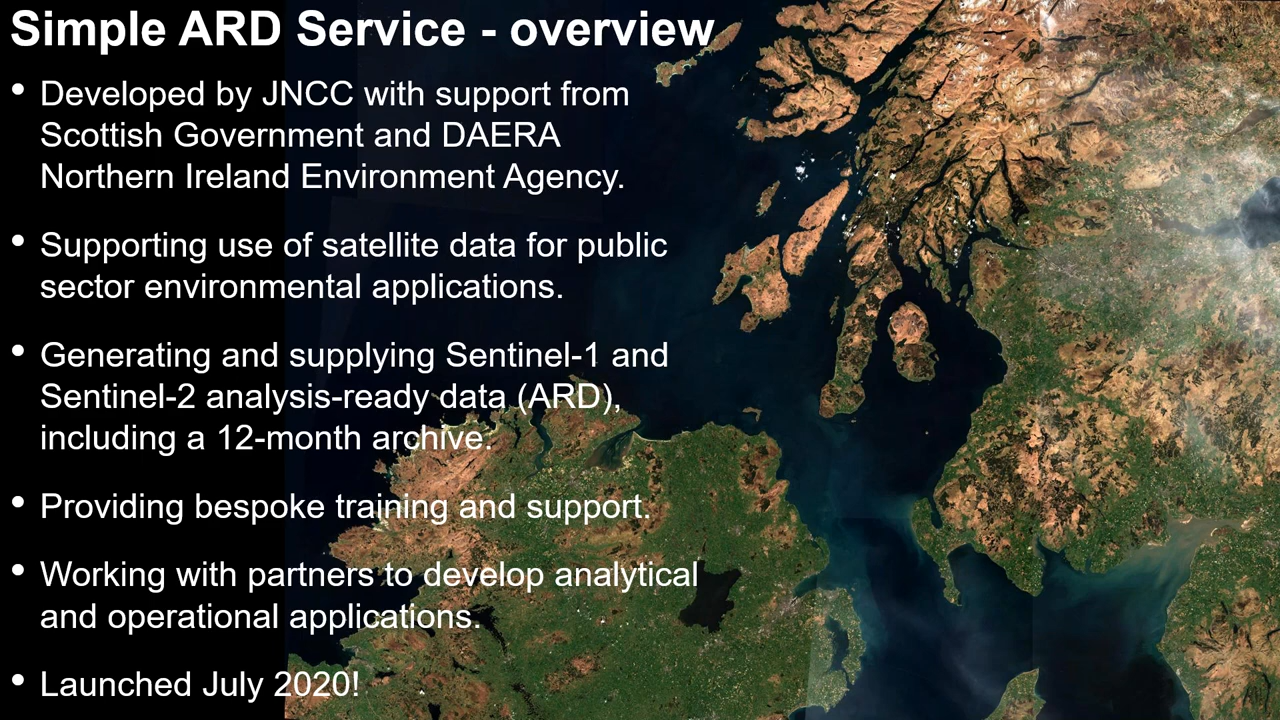 Simple ARD Service - overview
• Developed by JNCC with support from
Scottish Government and DAERA
Northern Ireland Environment Agency.
• Supporting use of satellite data for public
sector environmental applications.
• Generating and supplying Sentinel-1 and
Sentinel-2 analysis-ready data (ARD),
including a 12-month archive.
• Providing bespoke training and support.
• Working with partners to develop analytical
and operational applications.
• Launched July 2020!